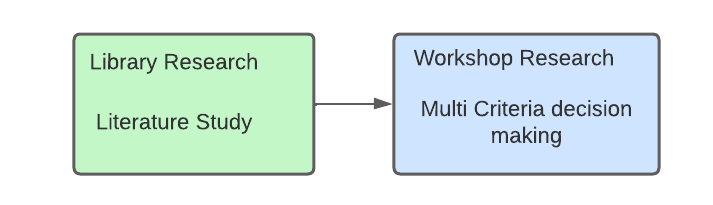 Library Research
Literature Study
Workshop Research
Multi Criteria decision
making